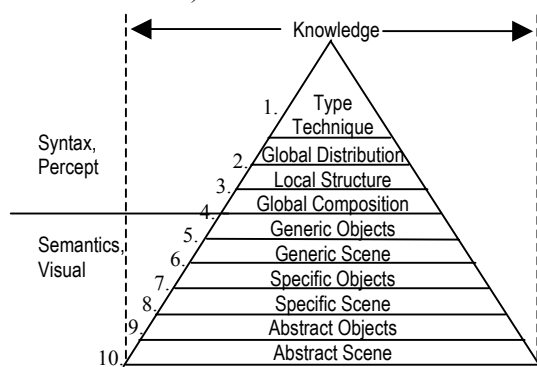 Knowledge
1. Type
Technique
Syntax,
Percept
2. Global Distribution
3. Local Structure
4. Global Composition
Semantics,
Visual
5. Generic Objects
6. Generic Scene
7. Specific Objects
8. Specific Scene
9. Abstract Objects
10. Abstract Scene